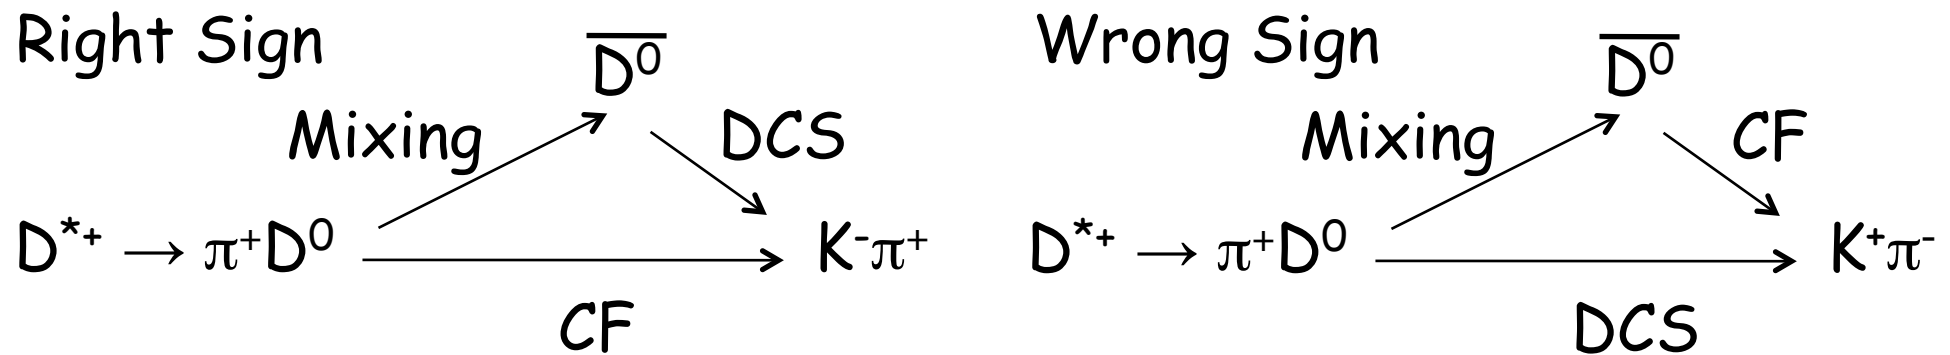 Right Sign
D̅⁰
Mixing
DCS
D*⁺ → π⁺D⁰
K⁻π⁺
CF
Wrong Sign
D̅⁰
Mixing
CF
D*⁺ → π⁺D⁰
K⁺π⁻
DCS